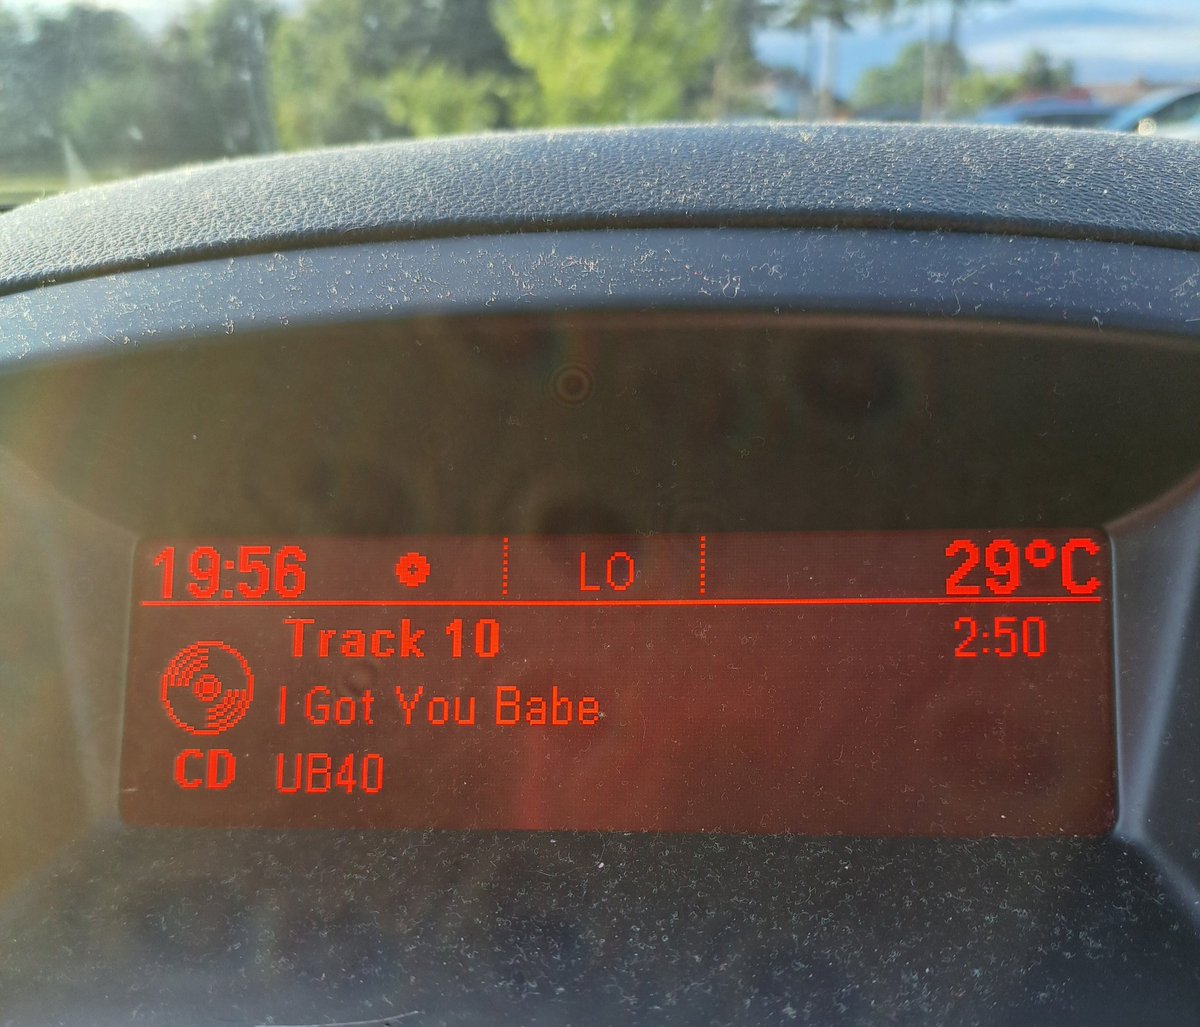 19:56 LO 29°C
Track 10 2:50
I Got You Babe
CD UB40